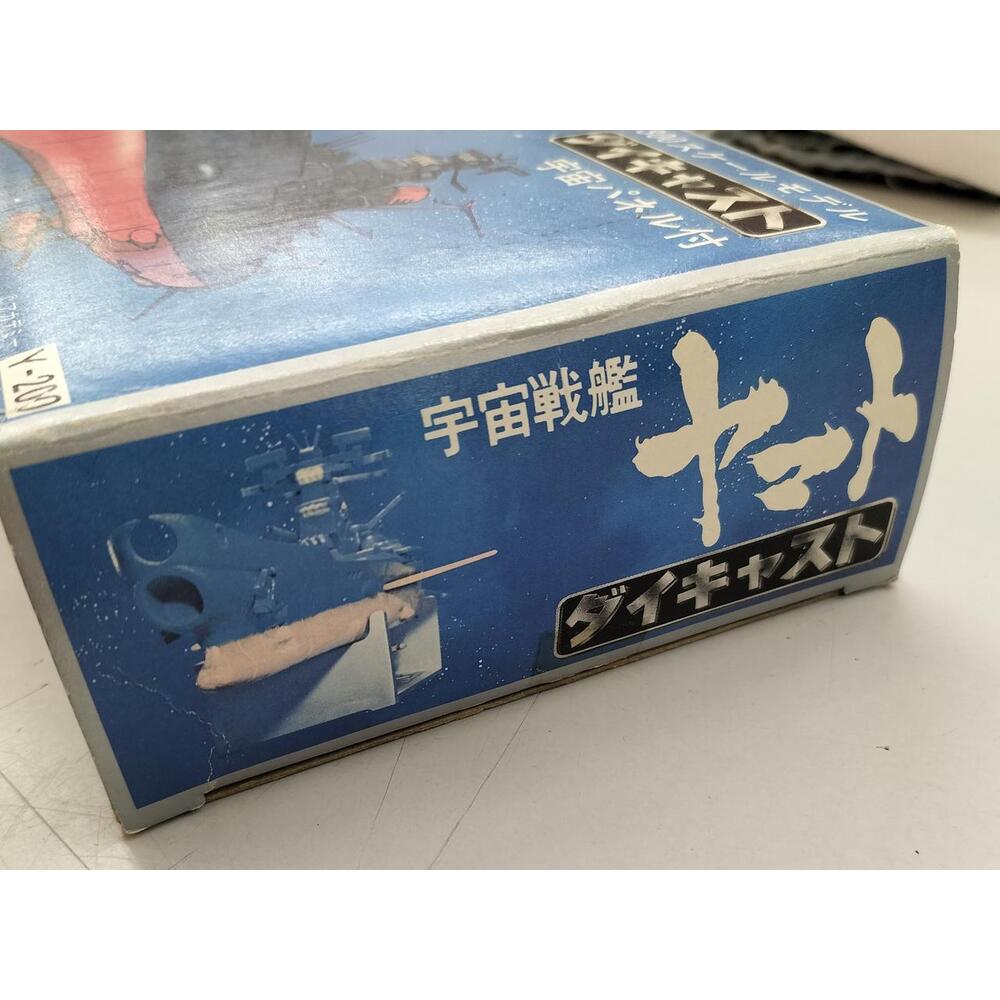 スケールモデル
ダイキャスト
宇宙パネル付
宇宙戦艦
ヤマト
ダイキャスト